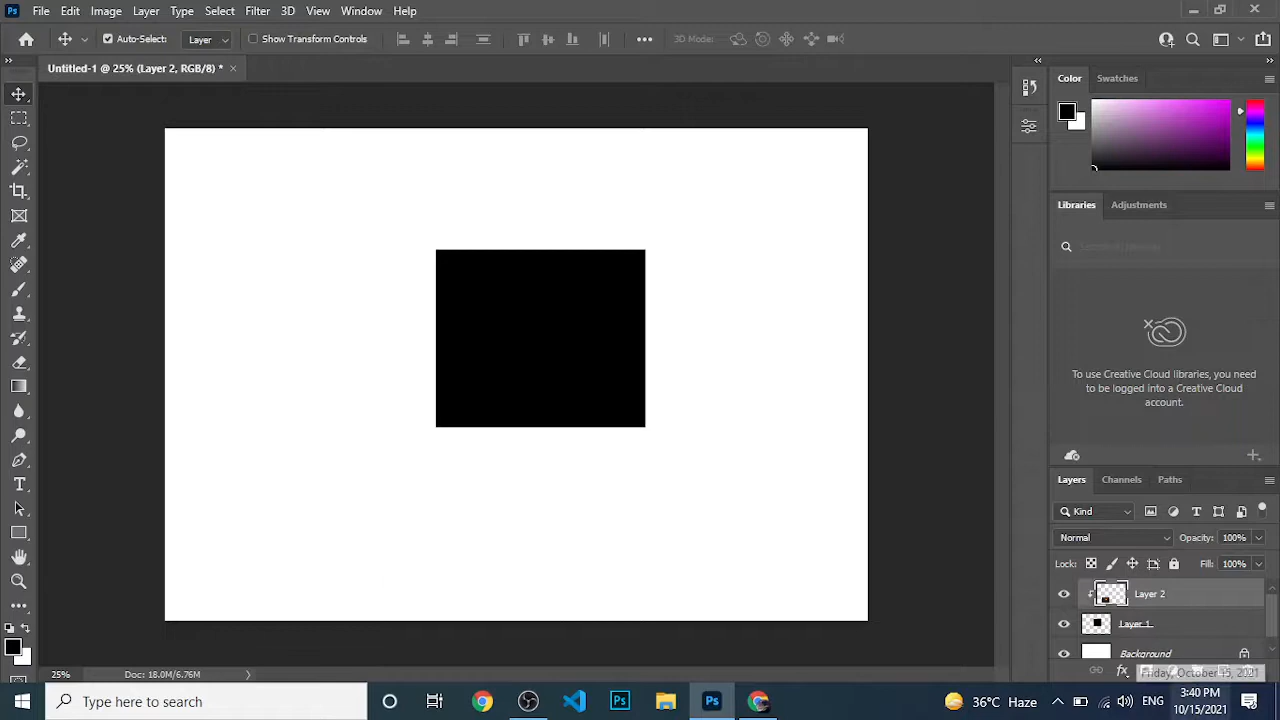 Ps File Edit Image Layer Type Select Filter 3D View Window Help
Auto-Select: Layer Show Transform Controls 3D Mode:
Untitled-1 @ 25% (Layer 2, RGB/8) *
Color Swatches
Libraries Adjustments
To use Creative Cloud libraries, you need
to be logged into a Creative Cloud
account.
Layers Channels Paths
Kind
Normal Opacity: 100%
Lock: Fill: 100%
Layer 2
Layer 1
Background
25% Doc: 18.0M/6.76M
Friday, October 15, 2021
Type here to search
Ps
Ps
36°C Haze
3:40 PM
10/15/2021